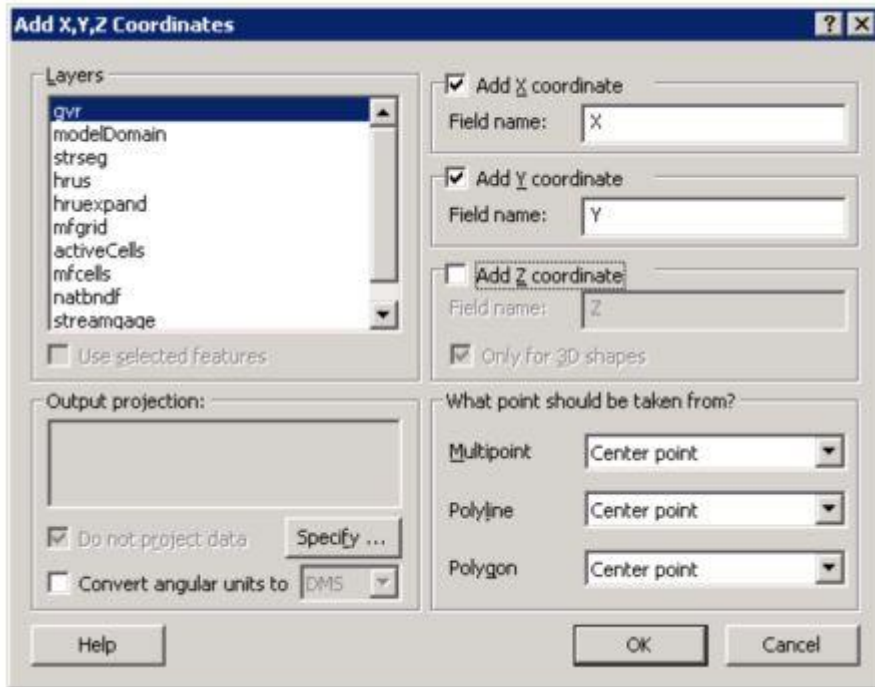 Add X,Y,Z Coordinates
Layers
gvr
modelDomain
strseg
hrus
hruexpand
mfgrid
activeCells
mfcells
natbndf
streamgage
Use selected features
Add X coordinate
Field name: X
Add Y coordinate
Field name: Y
Add Z coordinate
Field name: Z
Only for 3D shapes
Output projection:
Do not project data
Specify ...
Convert angular units to DMS
What point should be taken from?
Multipoint Center point
Polyline Center point
Polygon Center point
Help
OK
Cancel